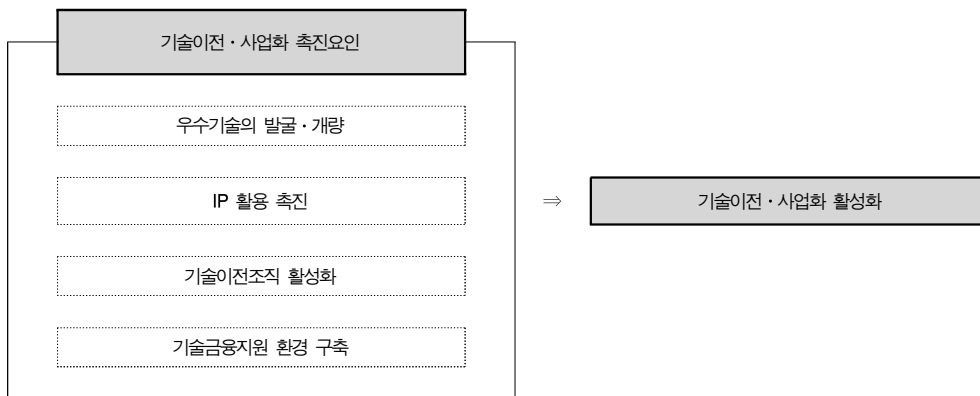 기술이전・사업화 촉진요인
우수기술의 발굴・개량
IP 활용 촉진
⇒
기술이전・사업화 활성화
기술이전조직 활성화
기술금융지원 환경 구축